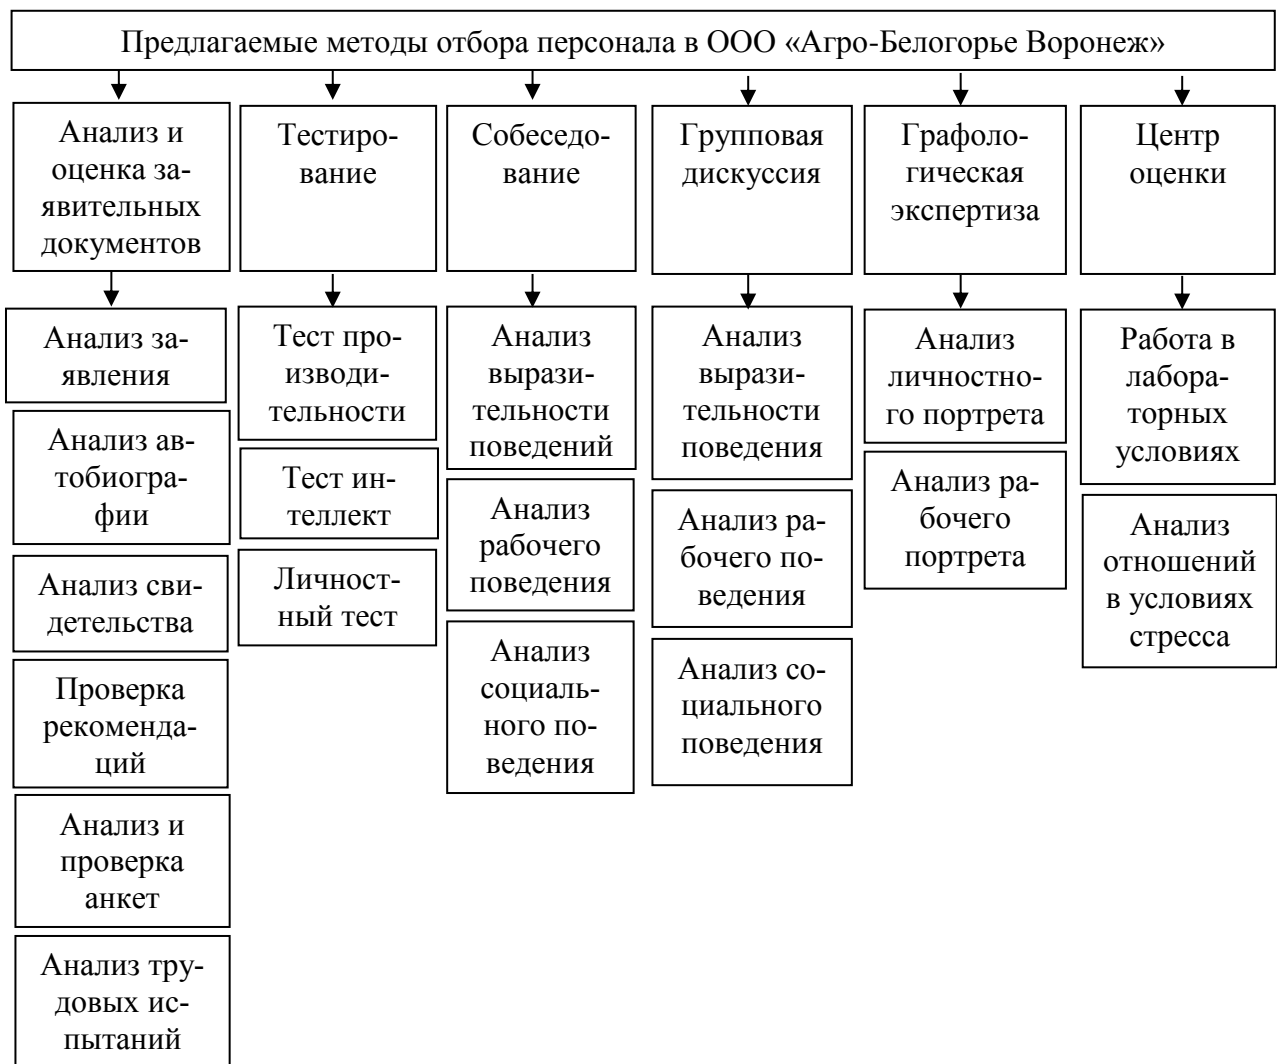 Предлагаемые методы отбора персонала в ООО «Агро-Белогорье Воронеж»
Анализ и
оценка за-
явительных
документов
Тестиро-
вание
Собеседо-
вание
Групповая
дискуссия
Графоло-
гическая
экспертиза
Центр
оценки
Анализ за-
явления
Анализ ав-
тобиогра-
фии
Анализ сви-
детельства
Проверка
рекоменда-
ций
Анализ и
проверка
анкет
Анализ тру-
довых ис-
пытаний
Тест про-
изводи-
тельности
Тест ин-
теллект
Личност-
ный тест
Анализ
вырази-
тельности
поведений
Анализ
рабочего
поведения
Анализ
социаль-
ного по-
ведения
Анализ
вырази-
тельности
поведения
Анализ ра-
бочего по-
ведения
Анализ со-
циального
поведения
Анализ
личностно-
го портрета
Анализ ра-
бочего
портрета
Работа в
лабора-
торных
условиях
Анализ
отношений
в условиях
стресса